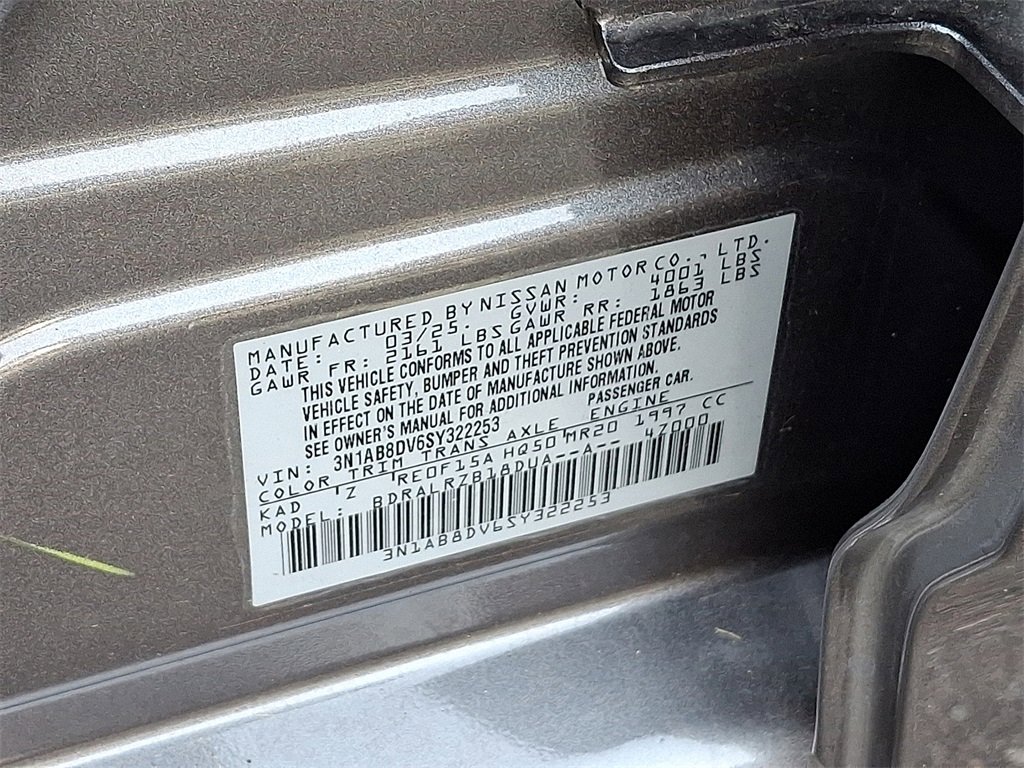 MANUFACTURED BY NISSAN MOTOR CO., LTD.
DATE: 03/25. GVWR: 4001 LBS
GAWR FR: 2161 LBS GAWR RR: 1863 LBS
THIS VEHICLE CONFORMS TO ALL APPLICABLE FEDERAL MOTOR
VEHICLE SAFETY, BUMPER AND THEFT PREVENTION STANDARDS
IN EFFECT ON THE DATE OF MANUFACTURE SHOWN ABOVE.
SEE OWNER'S MANUAL FOR ADDITIONAL INFORMATION.
VIN: 3N1AB8DV6SY322253 PASSENGER CAR.
COLOR TRIM TRANS AXLE ENGINE
KAD 'Z 'RE0F15A HQ50'MR20 1997 CC
MODEL: BDRALRZB18DUA--A-- 4Z000
3N1AB8DV6SY322253